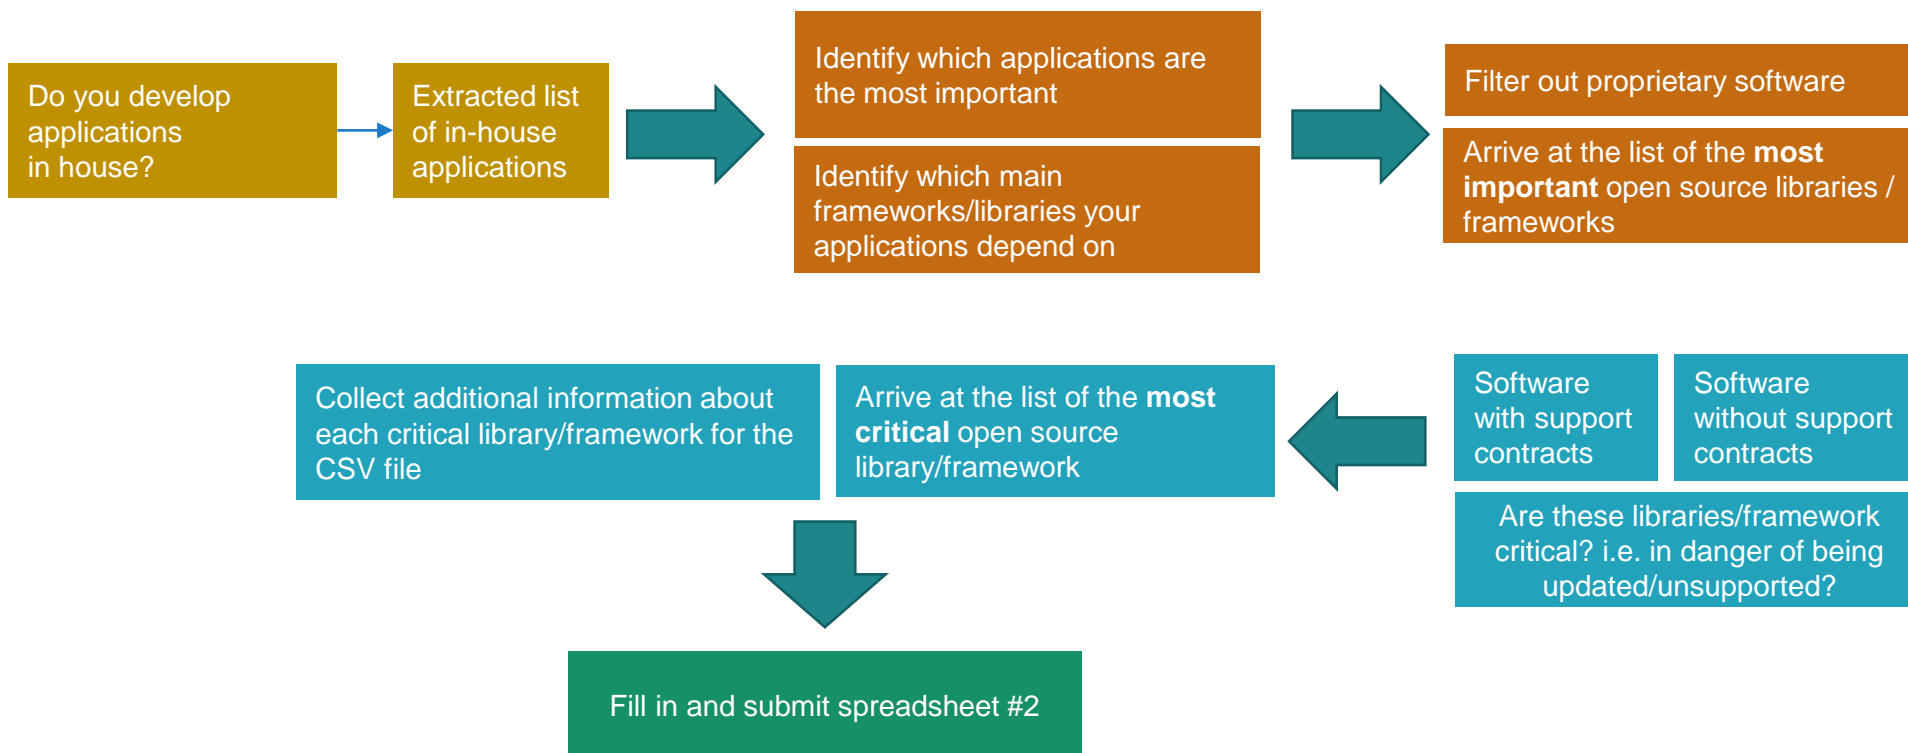 Do you develop
applications
in house?
Extracted list
of in-house
applications
Identify which applications are
the most important
Identify which main
frameworks/libraries your
applications depend on
Filter out proprietary software
Arrive at the list of the most
important open source libraries /
frameworks
Software
with support
contracts
Software
without support
contracts
Are these libraries/framework
critical? i.e. in danger of being
updated/unsupported?
Arrive at the list of the most
critical open source
library/framework
Collect additional information about
each critical library/framework for the
CSV file
Fill in and submit spreadsheet #2